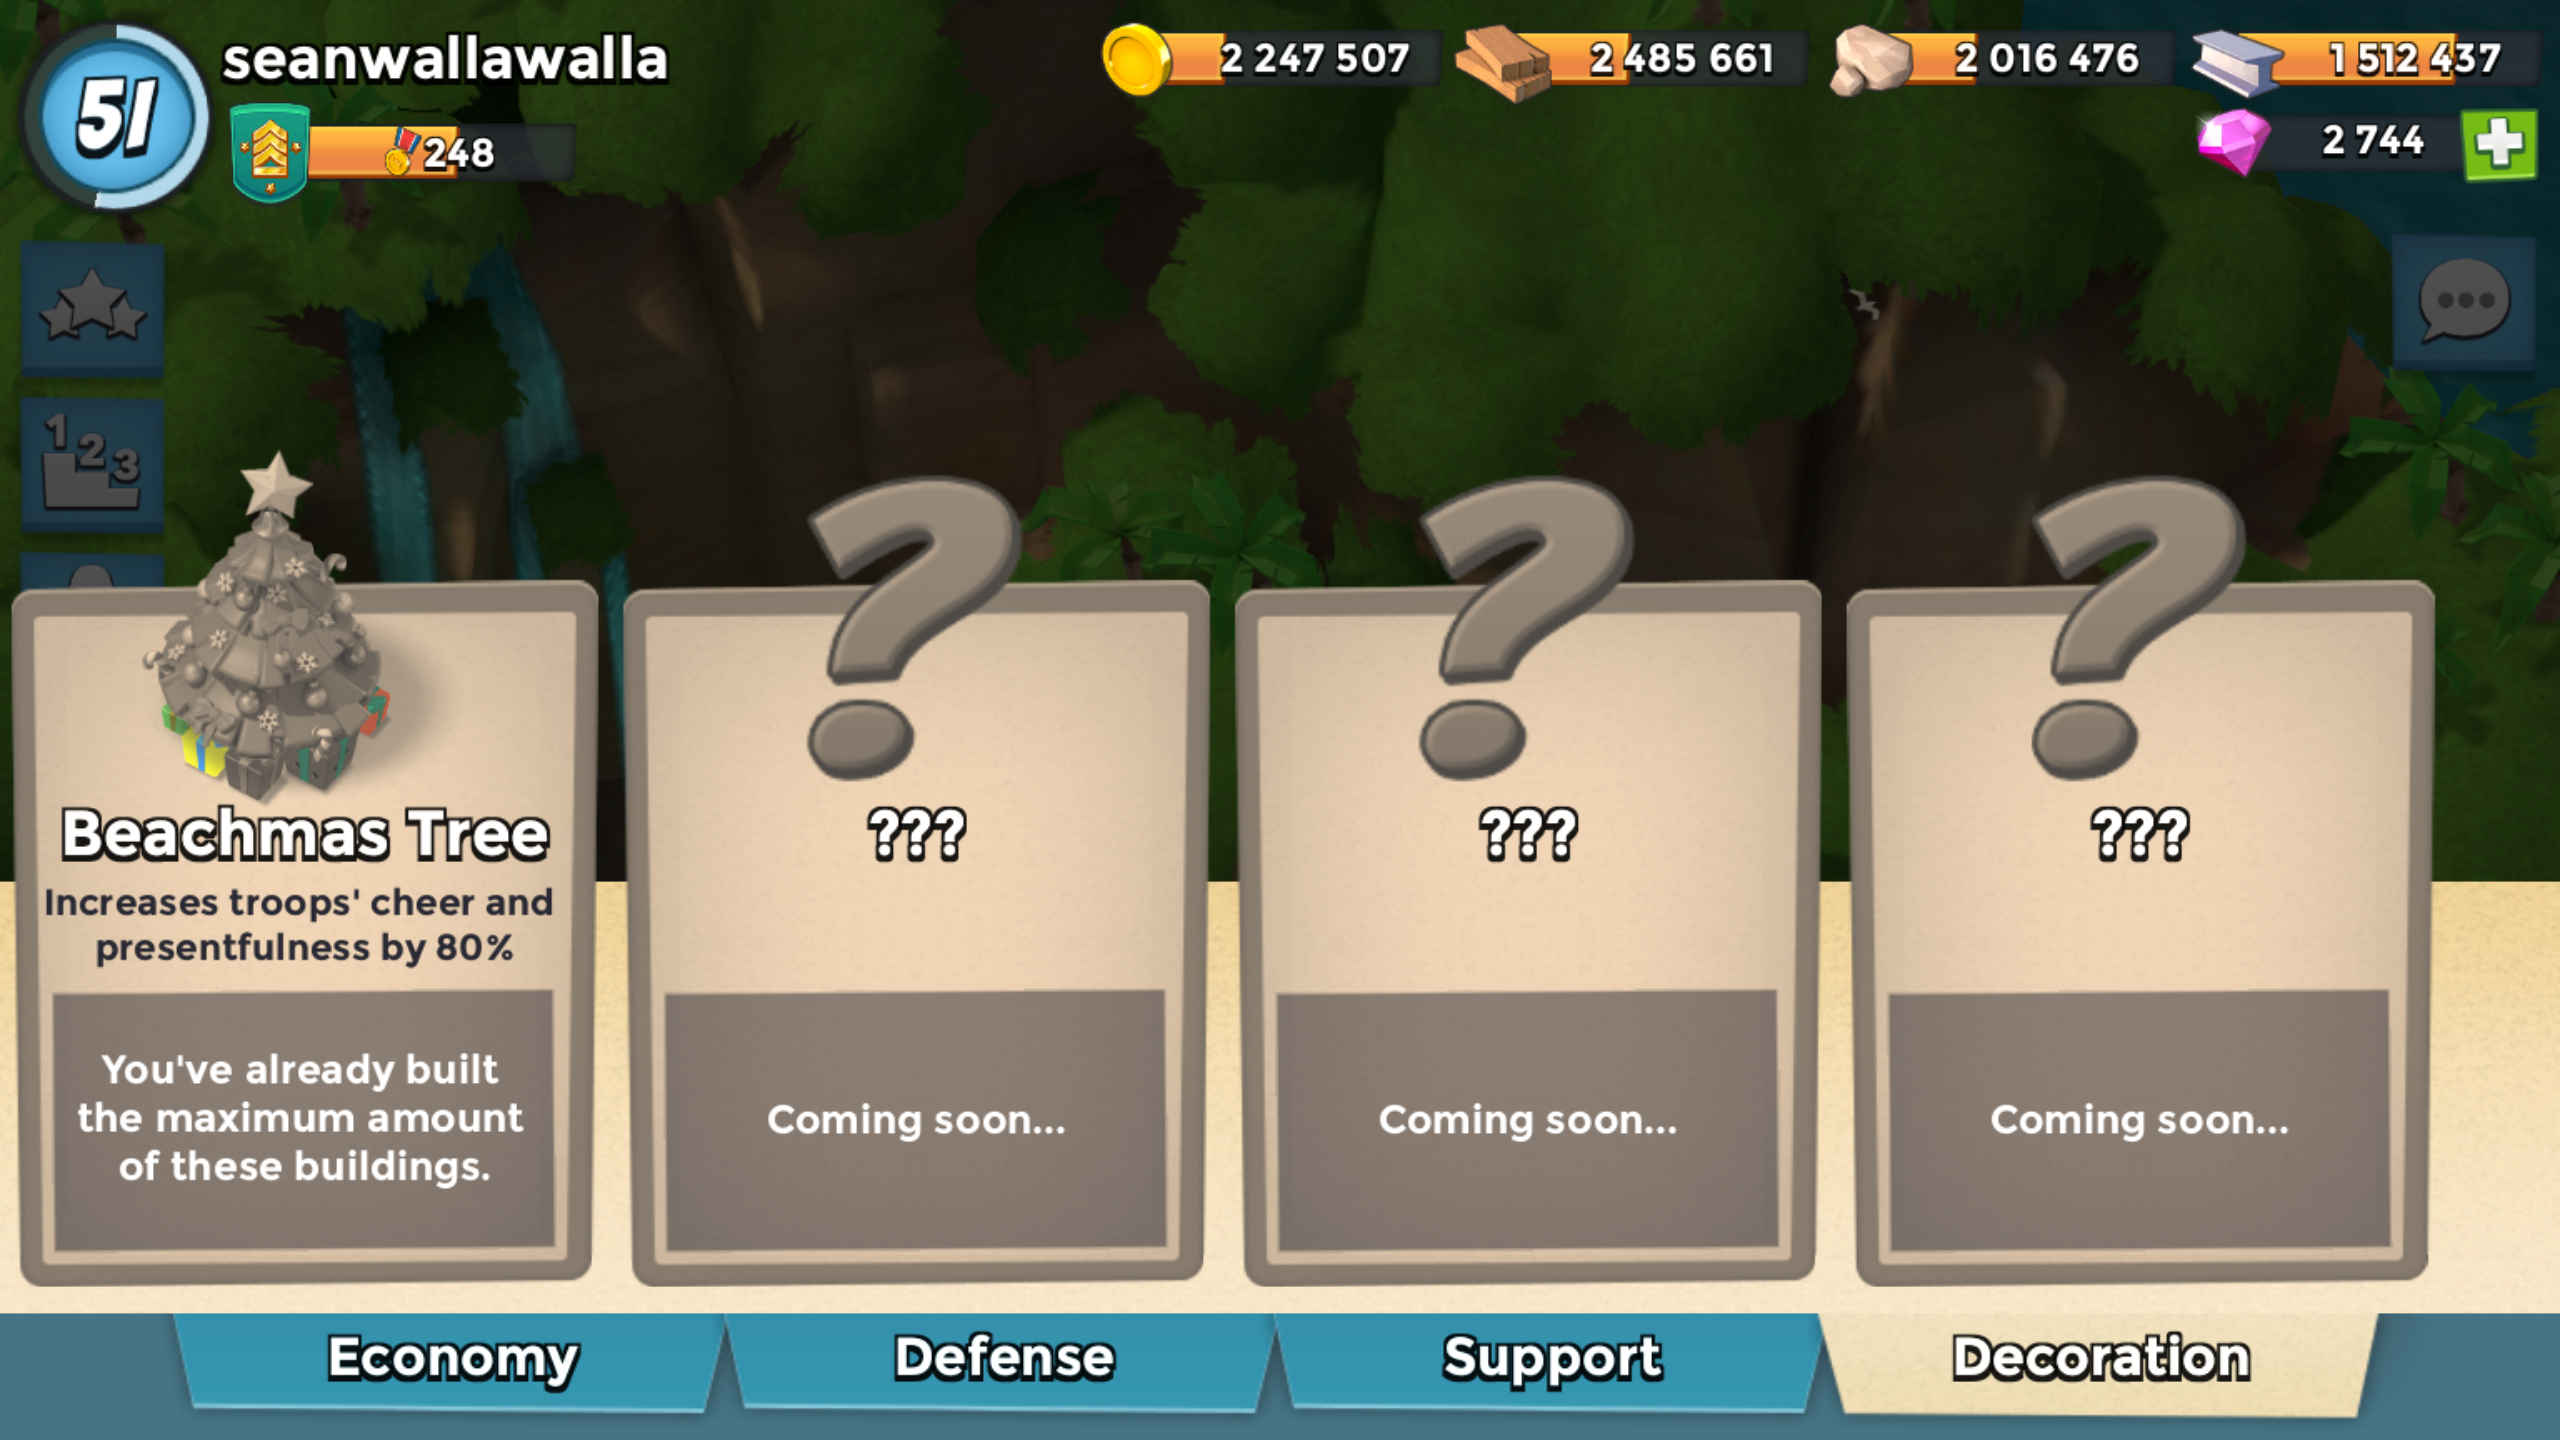 51
seanwallawalla
248
2 247 507
2 485 661
2 016 476
1 512 437
2 744
1 2 3
Beachmas Tree
Increases troops' cheer and
presentfulness by 80%
You've already built
the maximum amount
of these buildings.
?
???
Coming soon...
?
???
Coming soon...
?
???
Coming soon...
Economy
Defense
Support
Decoration